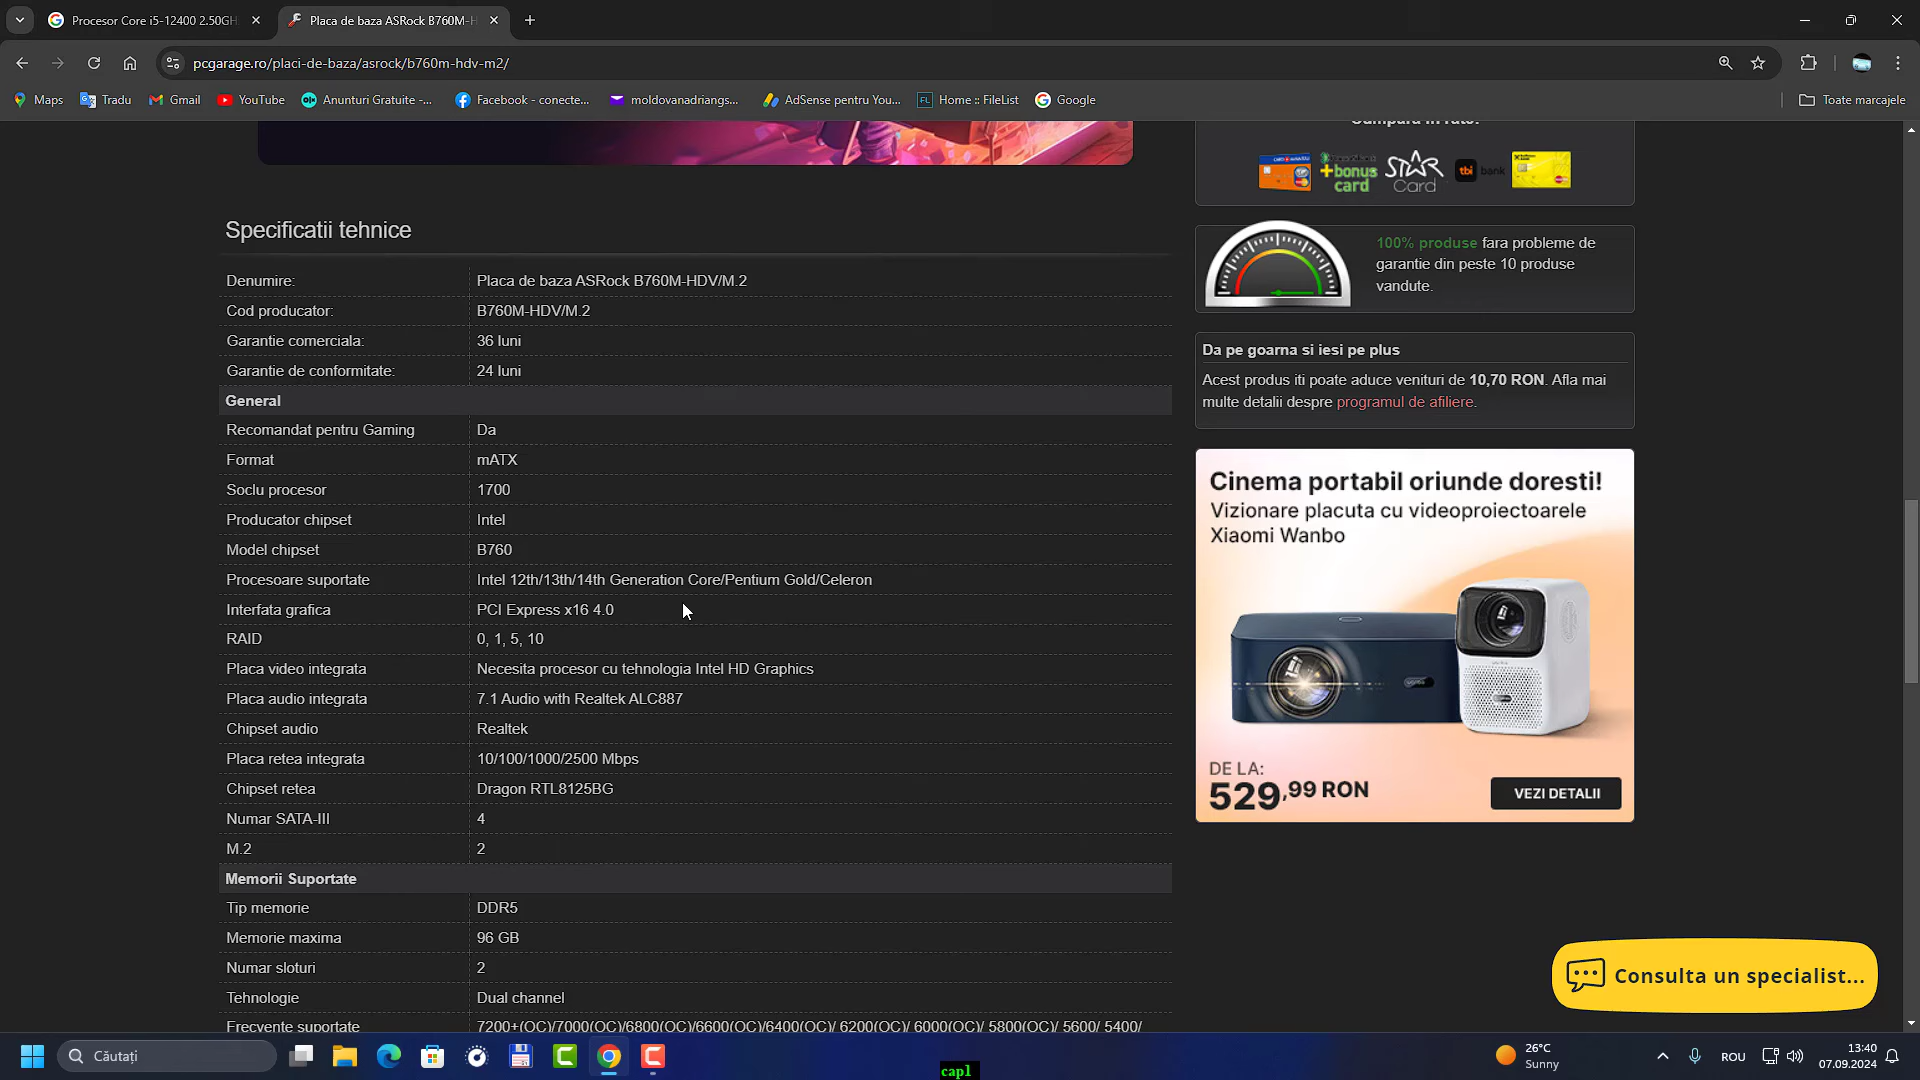 Procesor Core i5-12400 2.50GH
Placa de baza ASRock B760M-H
pcgarage.ro/placi-de-baza/asrock/b760m-hdv-m2/
Maps
Tradu
Gmail
YouTube
Anunturi Gratuite -...
Facebook - conecte...
moldovanadriangs...
AdSense pentru You...
FL
Home :: FileList
Google
Toate marcajele
+bonus
card
STAR
Card
tbi bank
Specificatii tehnice
Denumire: Placa de baza ASRock B760M-HDV/M.2
Cod producator: B760M-HDV/M.2
Garantie comerciala: 36 luni
Garantie de conformitate: 24 luni
General
Recomandat pentru Gaming Da
Format mATX
Soclu procesor 1700
Producator chipset Intel
Model chipset B760
Procesoare suportate Intel 12th/13th/14th Generation Core/Pentium Gold/Celeron
Interfata grafica PCI Express x16 4.0
RAID 0, 1, 5, 10
Placa video integrata Necesita procesor cu tehnologia Intel HD Graphics
Placa audio integrata 7.1 Audio with Realtek ALC887
Chipset audio Realtek
Placa retea integrata 10/100/1000/2500 Mbps
Chipset retea Dragon RTL8125BG
Numar SATA-III 4
M.2 2
Memorii Suportate
Tip memorie DDR5
Memorie maxima 96 GB
Numar sloturi 2
Tehnologie Dual channel
Frecvente suportate 7200+(OC)/7000(OC)/6800(OC)/6600(OC)/6400(OC)/ 6200(OC)/ 6000(OC)/ 5800(OC)/ 5600/ 5400/
100% produse fara probleme de
garantie din peste 10 produse
vandute.
Da pe goarna si iesi pe plus
Acest produs iti poate aduce venituri de 10,70 RON. Afla mai
multe detalii despre programul de afiliere.
Cinema portabil oriunde doresti!
Vizionare placuta cu videoproiectoarele
Xiaomi Wanbo
DE LA:
529,99 RON
VEZI DETALII
Consulta un specialist...
Căutați
capl
26°C
Sunny
ROU
13:40
07.09.2024